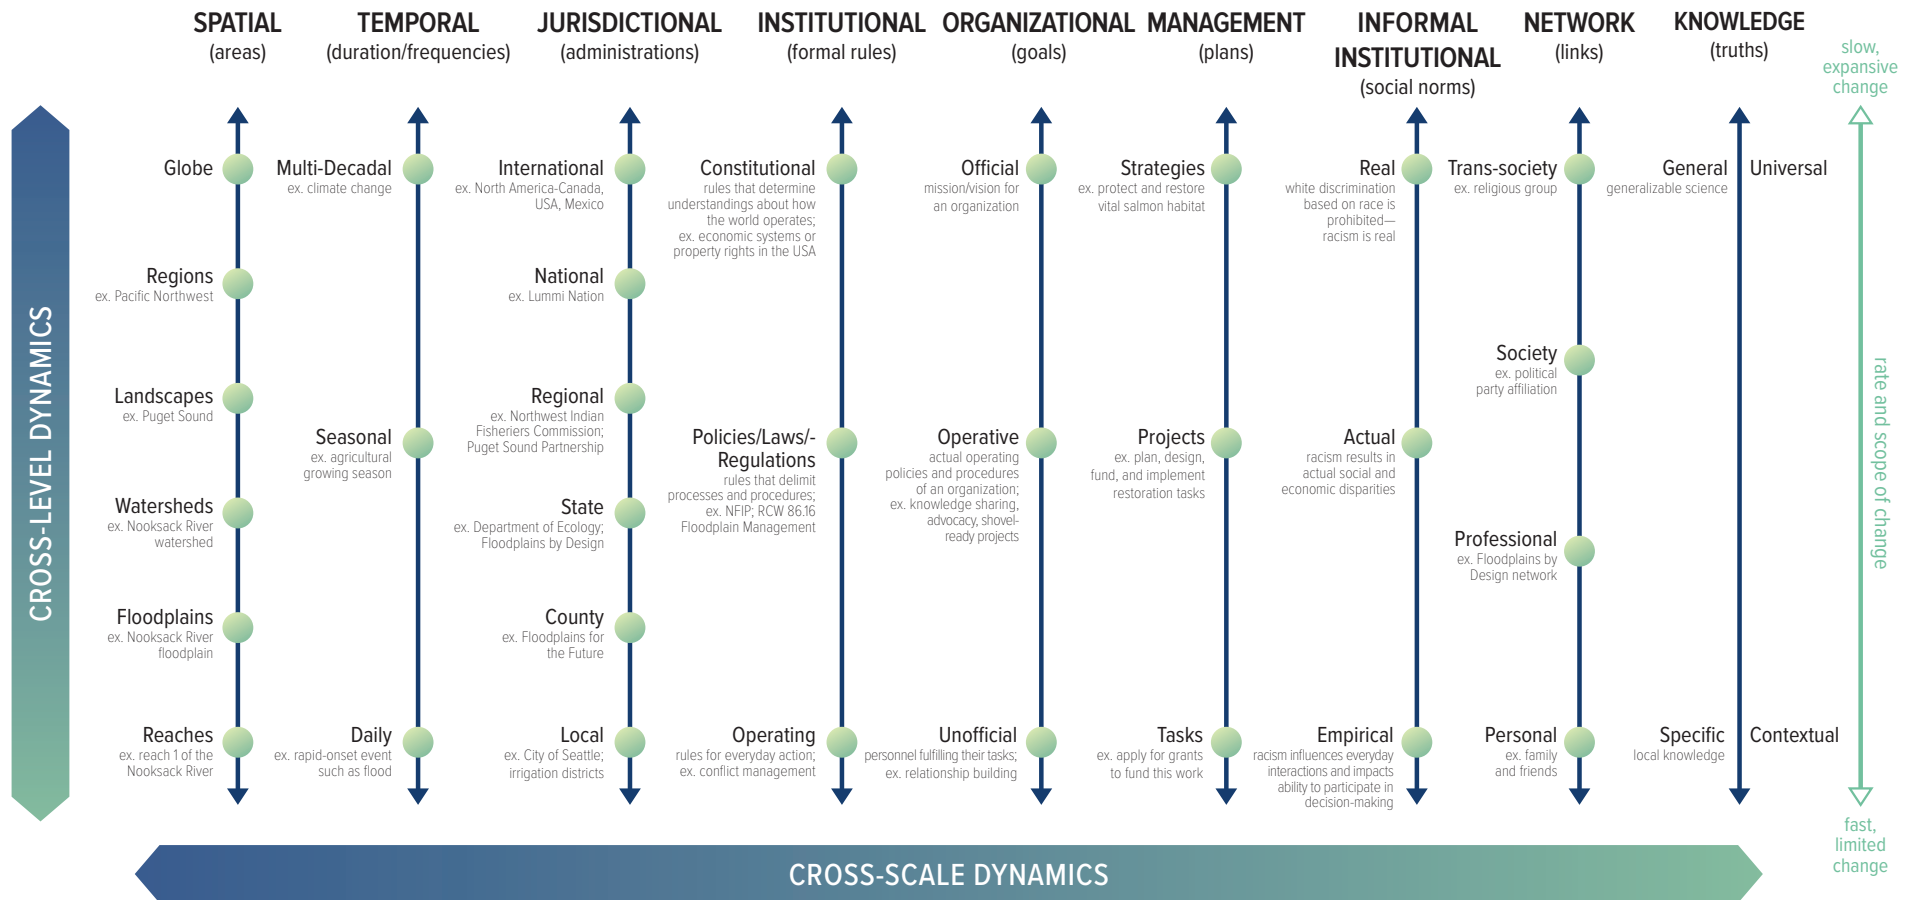 SPATIAL
(areas)
TEMPORAL
(duration/frequencies)
JURISDICTIONAL
(administrations)
INSTITUTIONAL
(formal rules)
ORGANIZATIONAL
(goals)
MANAGEMENT
(plans)
INFORMAL
INSTITUTIONAL
(social norms)
NETWORK
(links)
KNOWLEDGE
(truths)
slow,
expansive
change
CROSS-LEVEL DYNAMICS
Globe
Regions
ex. Pacific Northwest
Landscapes
ex. Puget Sound
Watersheds
ex. Nooksack River
watershed
Floodplains
ex. Nooksack River
floodplain
Reaches
ex. reach 1 of the
Nooksack River
Multi-Decadal
ex. climate change
Seasonal
ex. agricultural
growing season
Daily
ex. rapid-onset event
such as flood
International
ex. North America-Canada,
USA, Mexico
National
ex. Lummi Nation
Regional
ex. Northwest Indian
Fisheriers Commission;
Puget Sound Partnership
State
ex. Department of Ecology;
Floodplains by Design
County
ex. Floodplains for
the Future
Local
ex. City of Seattle;
irrigation districts
Constitutional
rules that determine
understandings about how
the world operates;
ex. economic systems or
property rights in the USA
Policies/Laws/-
Regulations
rules that delimit
processes and procedures;
ex. NFIP; RCW 86.16
Floodplain Management
Operating
rules for everyday action;
ex. conflict management
Official
mission/vision for
an organization
Operative
actual operating
policies and procedures
of an organization;
ex. knowledge sharing,
advocacy, shovel-
ready projects
Unofficial
personnel fulfilling their tasks;
ex. relationship building
Strategies
ex. protect and restore
vital salmon habitat
Projects
ex. plan, design,
fund, and implement
restoration tasks
Tasks
ex. apply for grants
to fund this work
Real
white discrimination
based on race is
prohibited—
racism is real
Actual
racism results in
actual social and
economic disparities
Empirical
racism influences everyday
interactions and impacts
ability to participate in
decision-making
Trans-society
ex. religious group
Society
ex. political
party affiliation
Professional
ex. Floodplains by
Design network
Personal
ex. family
and friends
General
generalizable science
Universal
Specific
local knowledge
Contextual
rate and scope of change
fast,
limited
change
CROSS-SCALE DYNAMICS